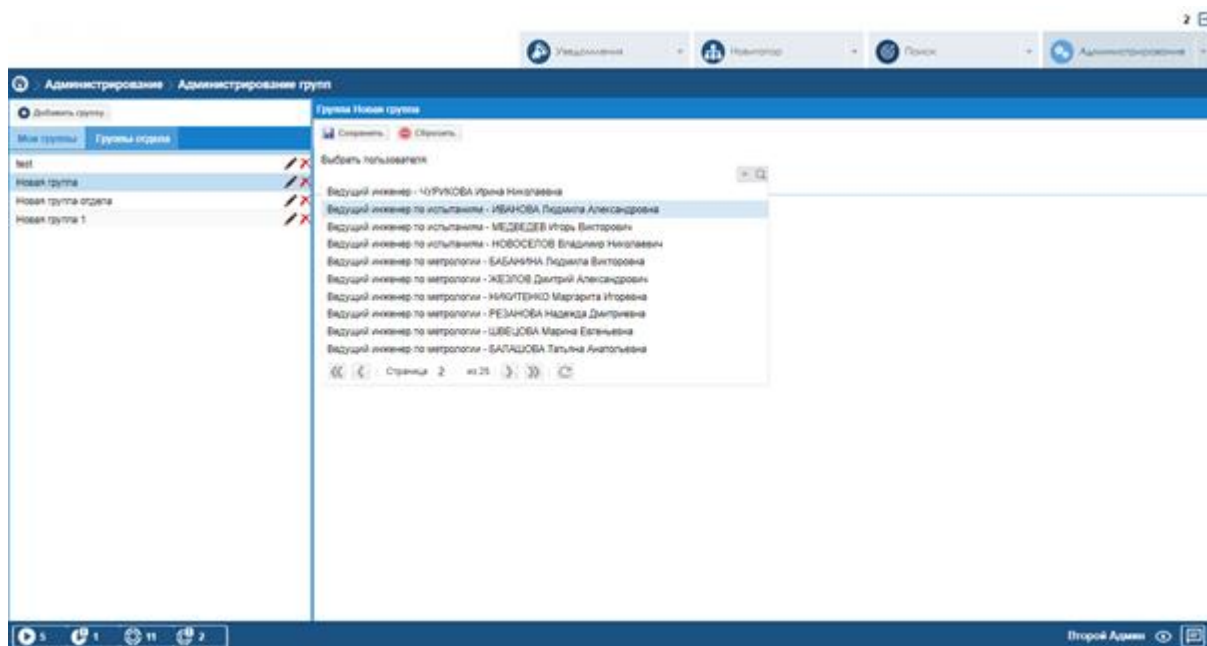 2
Уведомления Навигатор Поиск Администрирование
Администрирование Администрирование групп
Добавить группу
Группа Новая группа
Мои группы Группы отдела
Сохранить Сбросить
test
Выбрать пользователя
Новая группа
Новая группа отдела
Новая группа 1
Ведущий инженер - ЧУРИКОВА Ирина Николаевна
Ведущий инженер по испытаниям - ИВАНОВА Людмила Александровна
Ведущий инженер по испытаниям - МЕДВЕДЕВ Игорь Викторович
Ведущий инженер по испытаниям - НОВОСЕЛОВ Владимир Николаевич
Ведущий инженер по метрологии - БАБАНИНА Людмила Викторовна
Ведущий инженер по метрологии - ЖЕЗЛОВ Дмитрий Александрович
Ведущий инженер по метрологии - НИКИТЕНКО Маргарита Игоревна
Ведущий инженер по метрологии - РЕЗАНОВА Надежда Дмитриевна
Ведущий инженер по метрологии - ШВЕЦОВА Марина Евгеньевна
Ведущий инженер по метрологии - БАЛАШОВА Татьяна Анатольевна
Страница 2 из 25
5 1 11 2
Второй Админ